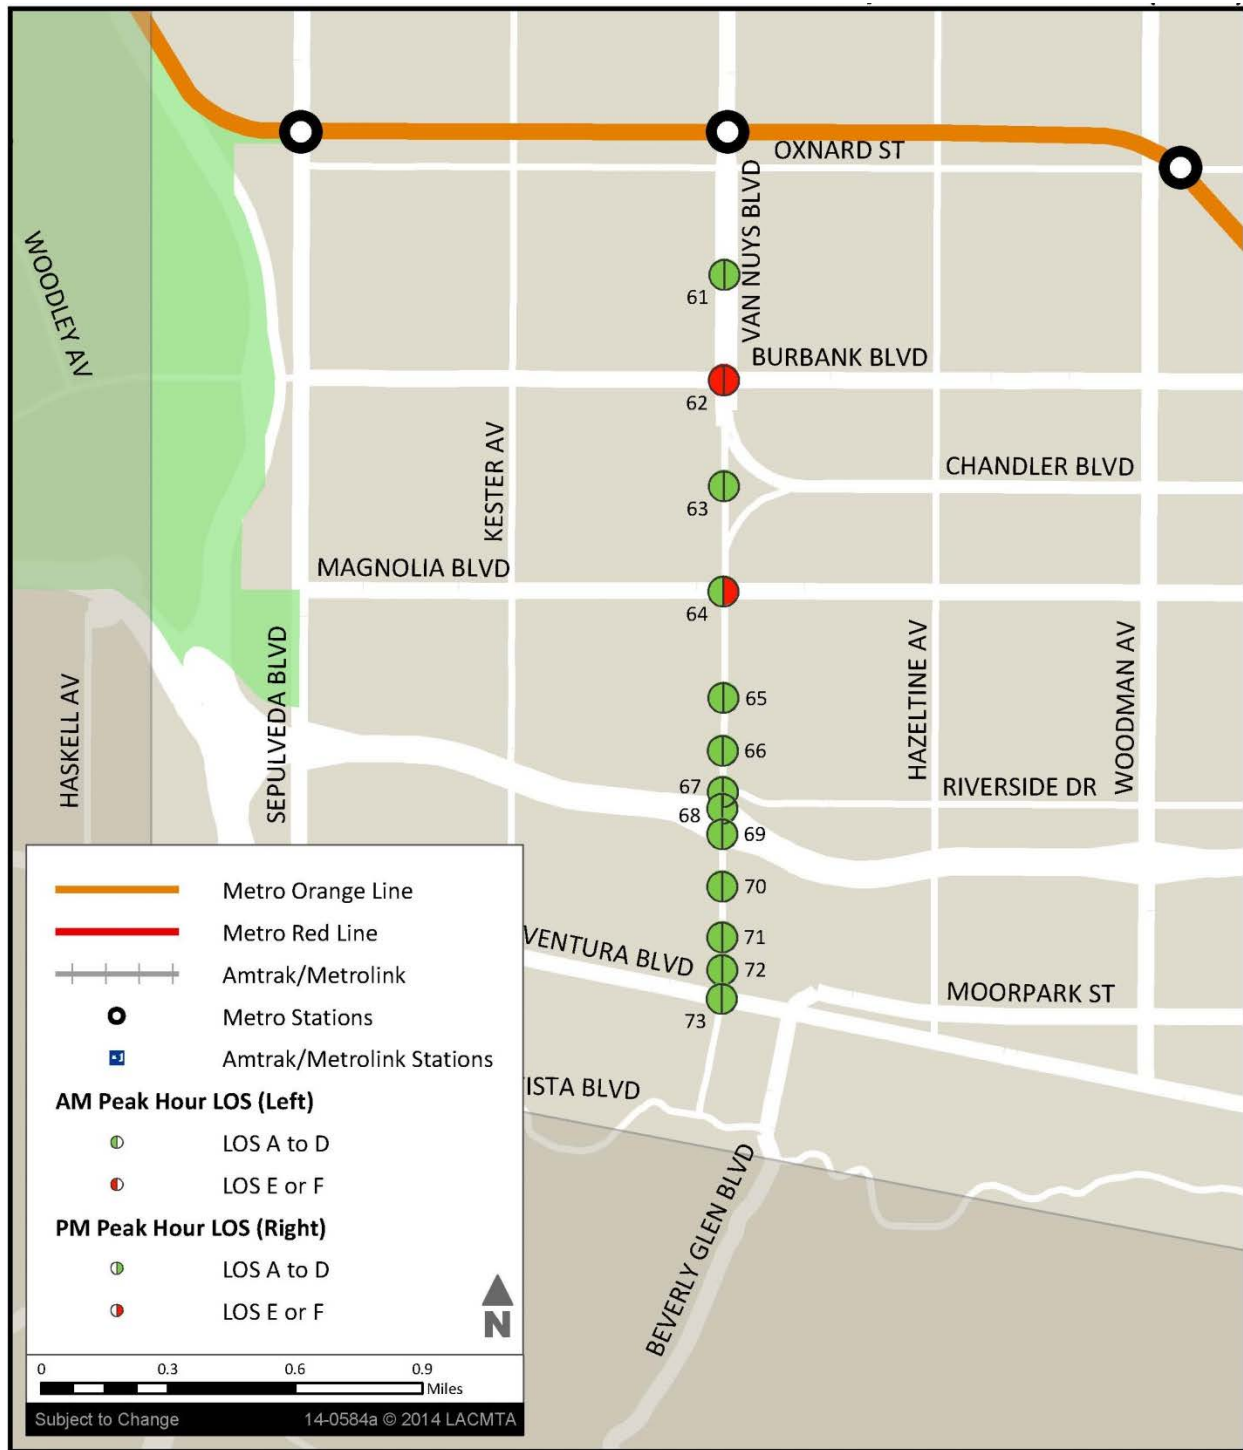 OXNARD ST
VAN NUYS BLVD
WOODLEY AV
61
BURBANK BLVD
62
KESTER AV
CHANDLER BLVD
63
MAGNOLIA BLVD
64
HASKELL AV
SEPULVEDA BLVD
HAZELTINE AV
WOODMAN AV
65
66
67
RIVERSIDE DR
68
69
70
71
VENTURA BLVD
72
MOORPARK ST
73
ISTA BLVD
BEVERLY GLEN BLVD
Metro Orange Line
Metro Red Line
Amtrak/Metrolink
Metro Stations
Amtrak/Metrolink Stations
AM Peak Hour LOS (Left)
LOS A to D
LOS E or F
PM Peak Hour LOS (Right)
LOS A to D
LOS E or F
N
0 0.3 0.6 0.9
Miles
Subject to Change 14-0584a © 2014 LACMTA